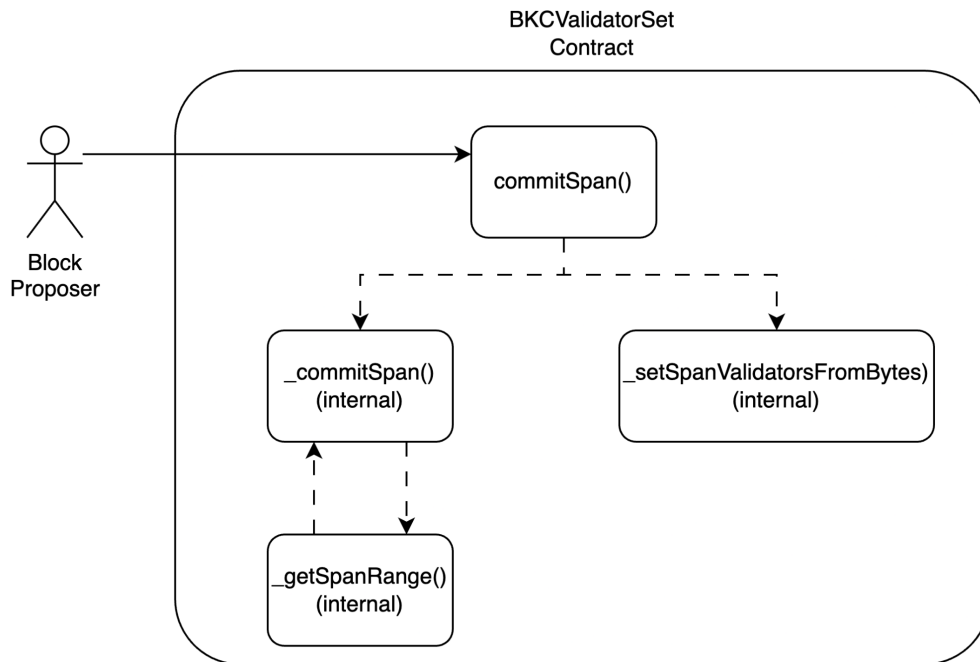 BKCValidatorSet
Contract
commitSpan()
Block
Proposer
_commitSpan()
(internal)
_setSpanValidatorsFromBytes)
(internal)
_getSpanRange()
(internal)